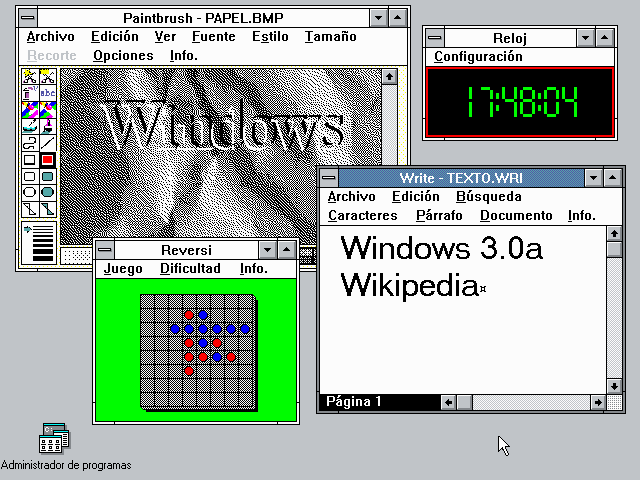 Paintbrush - PAPEL.BMP
Archivo Edición Ver Fuente Estilo Tamaño
Recorte Opciones Info.
abc
Windows
Reloj
Configuración
17:48:04
Write - TEXTO.WRI
Archivo Edición Búsqueda
Caracteres Párrafo Documento Info.
Windows 3.0a
Wikipedia¤
Página 1
Reversi
Juego Dificultad Info.
Administrador de programas